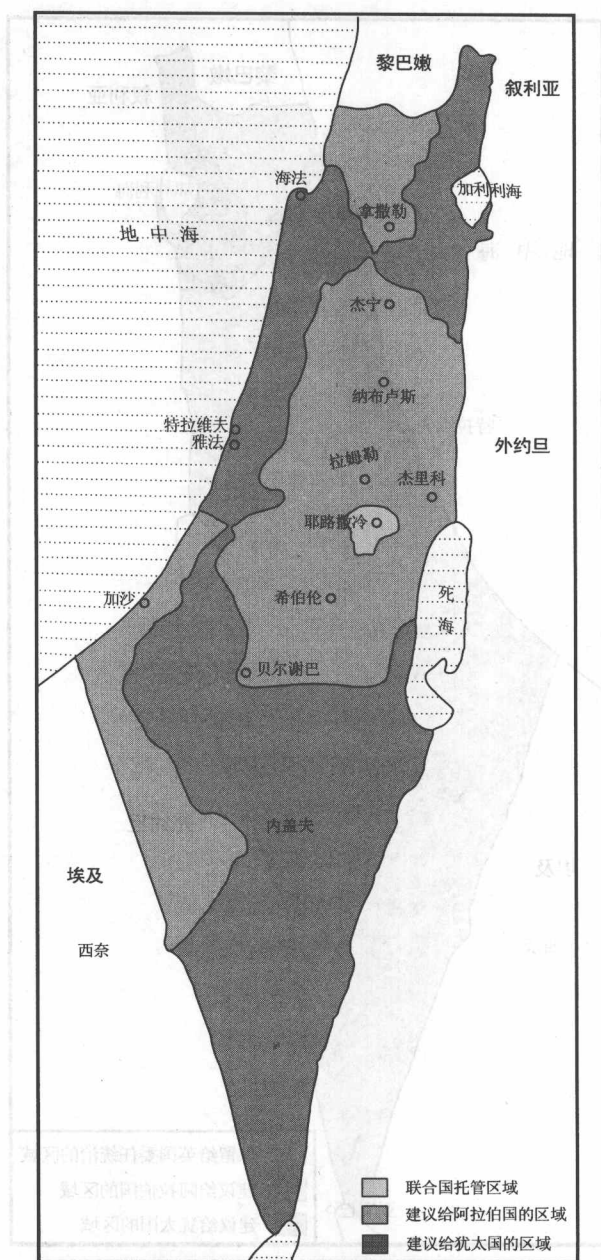 黎巴嫩
叙利亚
海法
加利利海
拿撒勒
地中海
杰宁
纳布卢斯
特拉维夫
雅法
外约旦
拉姆勒
杰里科
耶路撒冷
死海
加沙
希伯伦
贝尔谢巴
内盖夫
埃及
西奈
联合国托管区域
建议给阿拉伯国的区域
建议给犹太国的区域